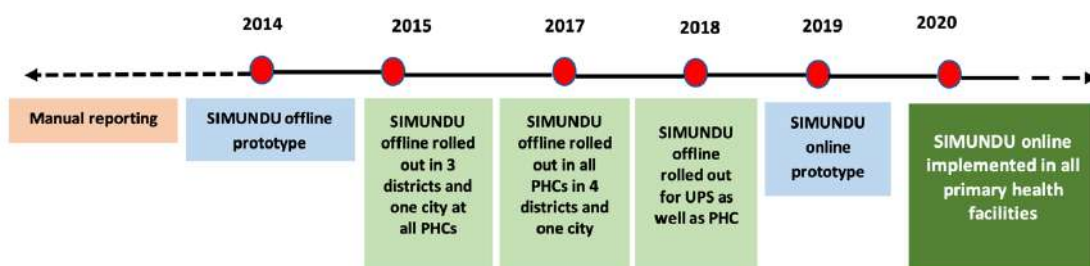 2014
2015
2017
2018
2019
2020
Manual reporting
SIMUNDU offline
prototype
SIMUNDU
offline rolled
out in 3
districts and
one city at
all PHCs
SIMUNDU
offline rolled
out in all
PHCs in 4
districts and
one city
SIMUNDU
offline
rolled out
for UPS as
well as PHC
SIMUNDU
online
prototype
SIMUNDU online
implemented in all
primary health
facilities